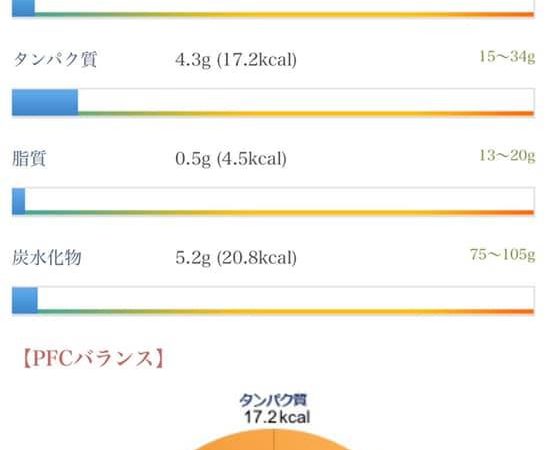 タンパク質 4.3g (17.2kcal) 15〜34g
脂質 0.5g (4.5kcal) 13〜20g
炭水化物 5.2g (20.8kcal) 75〜105g
【PFCバランス】
タンパク質
17.2kcal